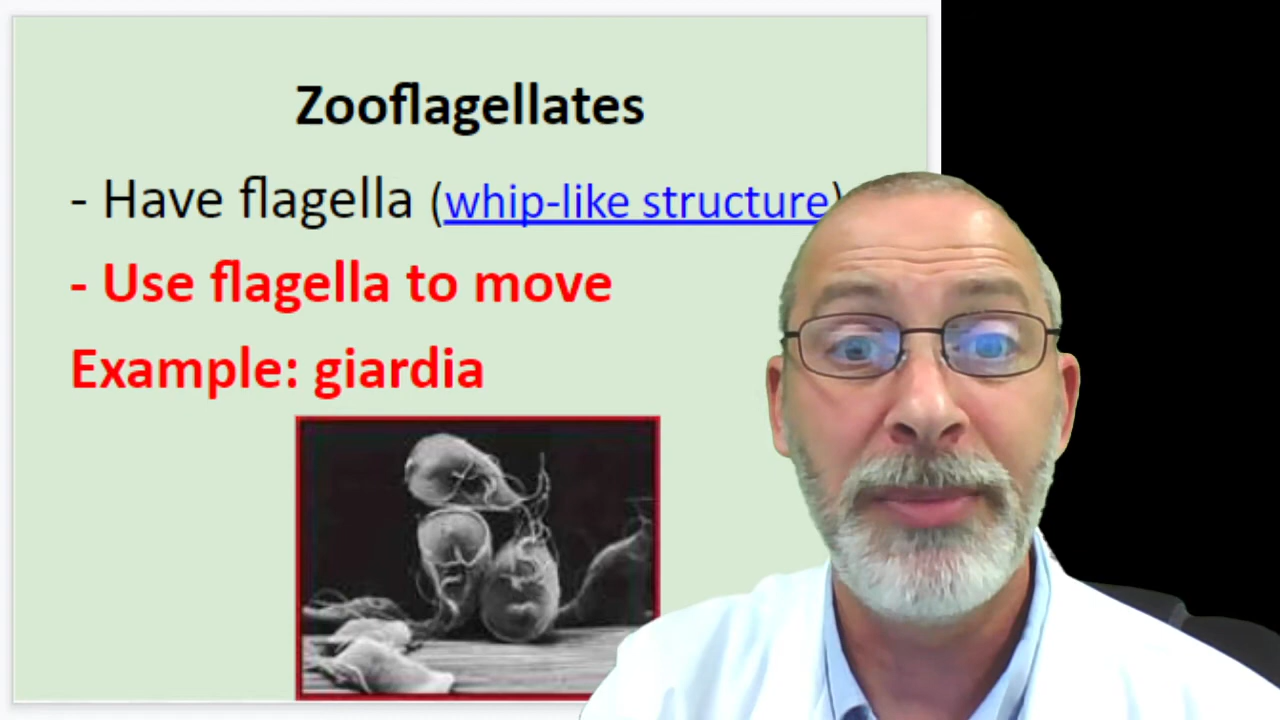 Zooflagellates
- Have flagella (whip-like structure)
- Use flagella to move
Example: giardia